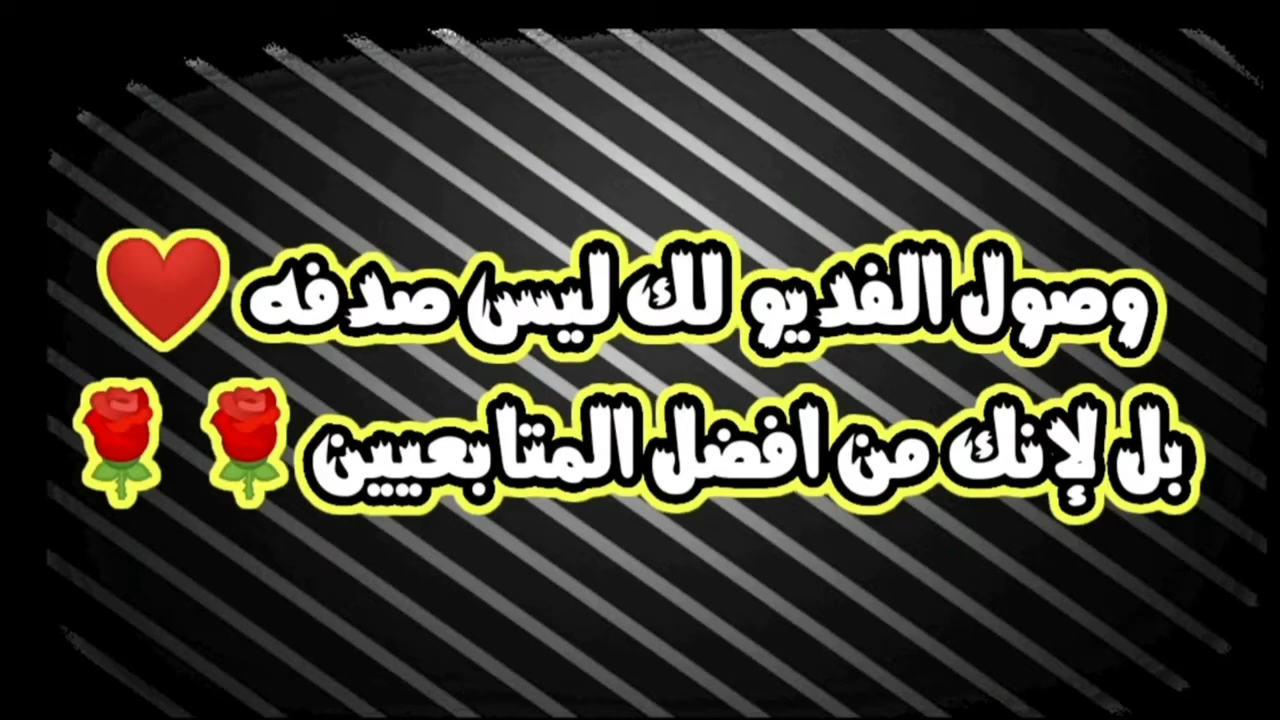 وصول الفديو لك ليس صدفه ❤️
بل لإنك من افضل المتابعيين 🌹 🌹